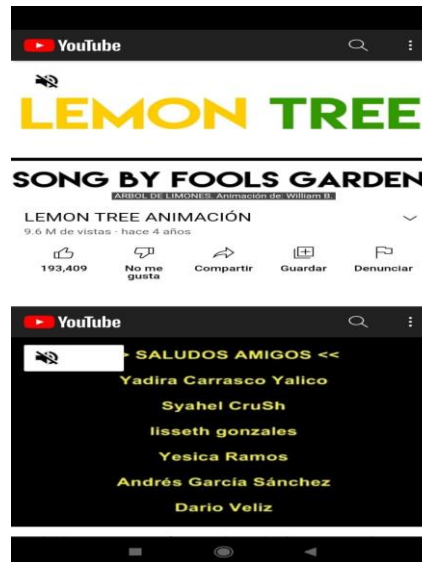 YouTube
LEMON TREE
SONG BY FOOLS GARDEN
ARBOL DE LIMONES. Animación de: William B.
LEMON TREE ANIMACIÓN
9.6 M de vistas · hace 4 años
193,409 No me gusta Compartir Guardar Denunciar
YouTube
> SALUDOS AMIGOS <<
Yadira Carrasco Yalico
Syahel CruSh
lisseth gonzales
Yesica Ramos
Andrés García Sánchez
Dario Veliz